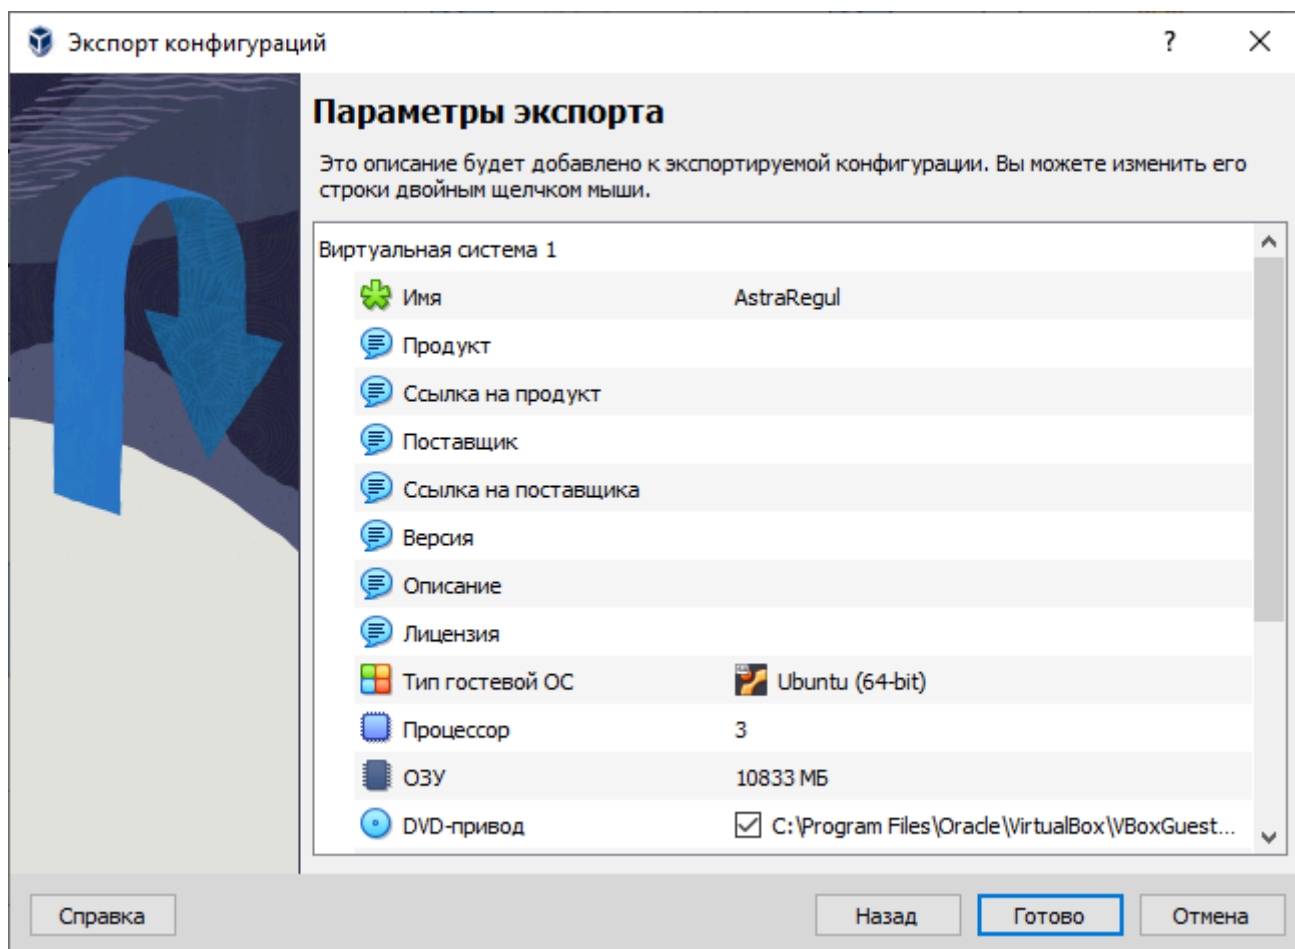 Экспорт конфигураций
?
Параметры экспорта
Это описание будет добавлено к экспортируемой конфигурации. Вы можете изменить его
строки двойным щелчком мыши.
Виртуальная система 1
Имя AstraRegul
Продукт
Ссылка на продукт
Поставщик
Ссылка на поставщика
Версия
Описание
Лицензия
Тип гостевой ОС Ubuntu (64-bit)
Процессор 3
ОЗУ 10833 МБ
DVD-привод C:\Program Files\Oracle\VirtualBox\VBoxGuest...
Справка Назад Готово Отмена